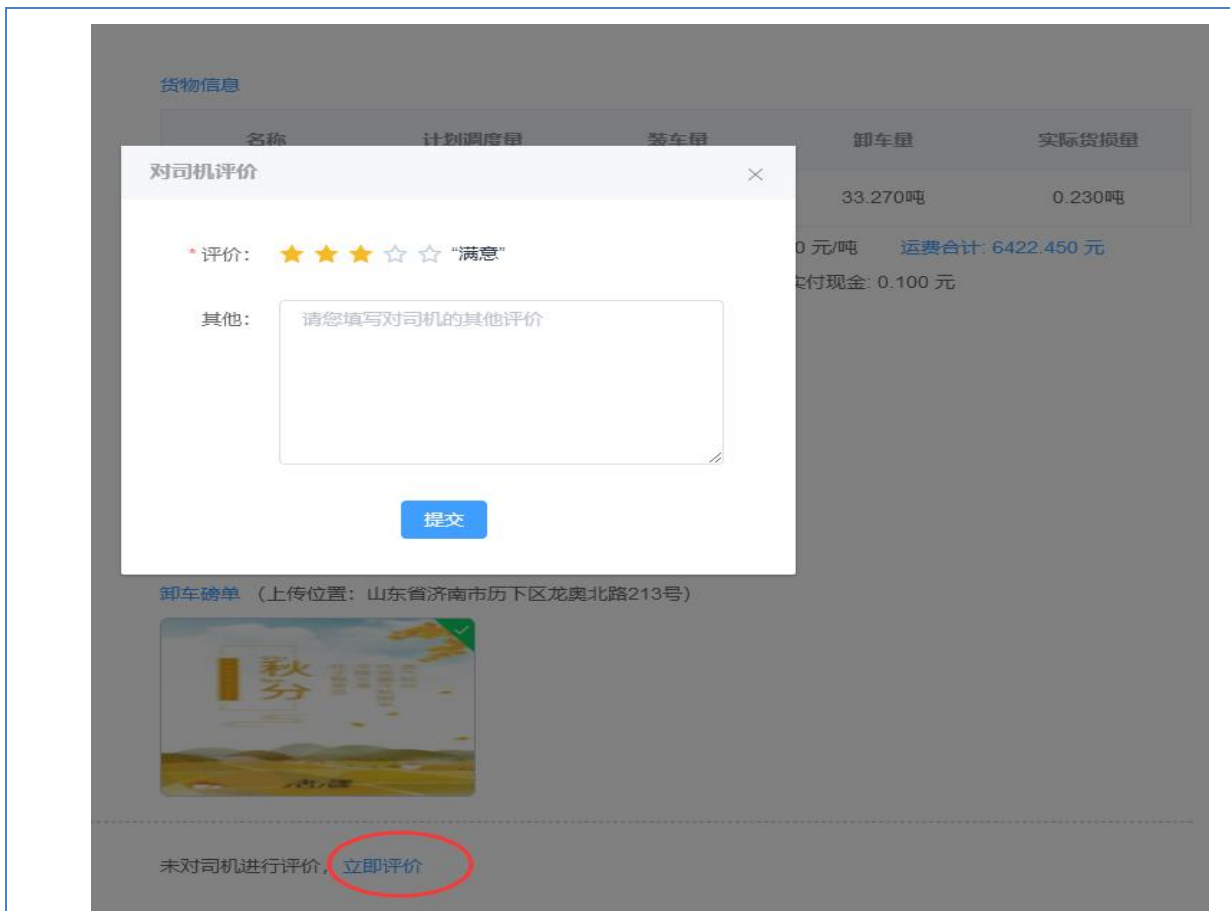 货物信息
名称 计划调度量 装车量 卸车量 实际货损量
对司机评价
33.270吨 0.230吨
* 评价: “满意”
0 元/吨 运费合计: 6422.450 元
实付现金: 0.100 元
其他: 请您填写对司机的其他评价
提交
卸车磅单 （上传位置：山东省济南市历下区龙奥北路213号）
秋分
未对司机进行评价, 立即评价